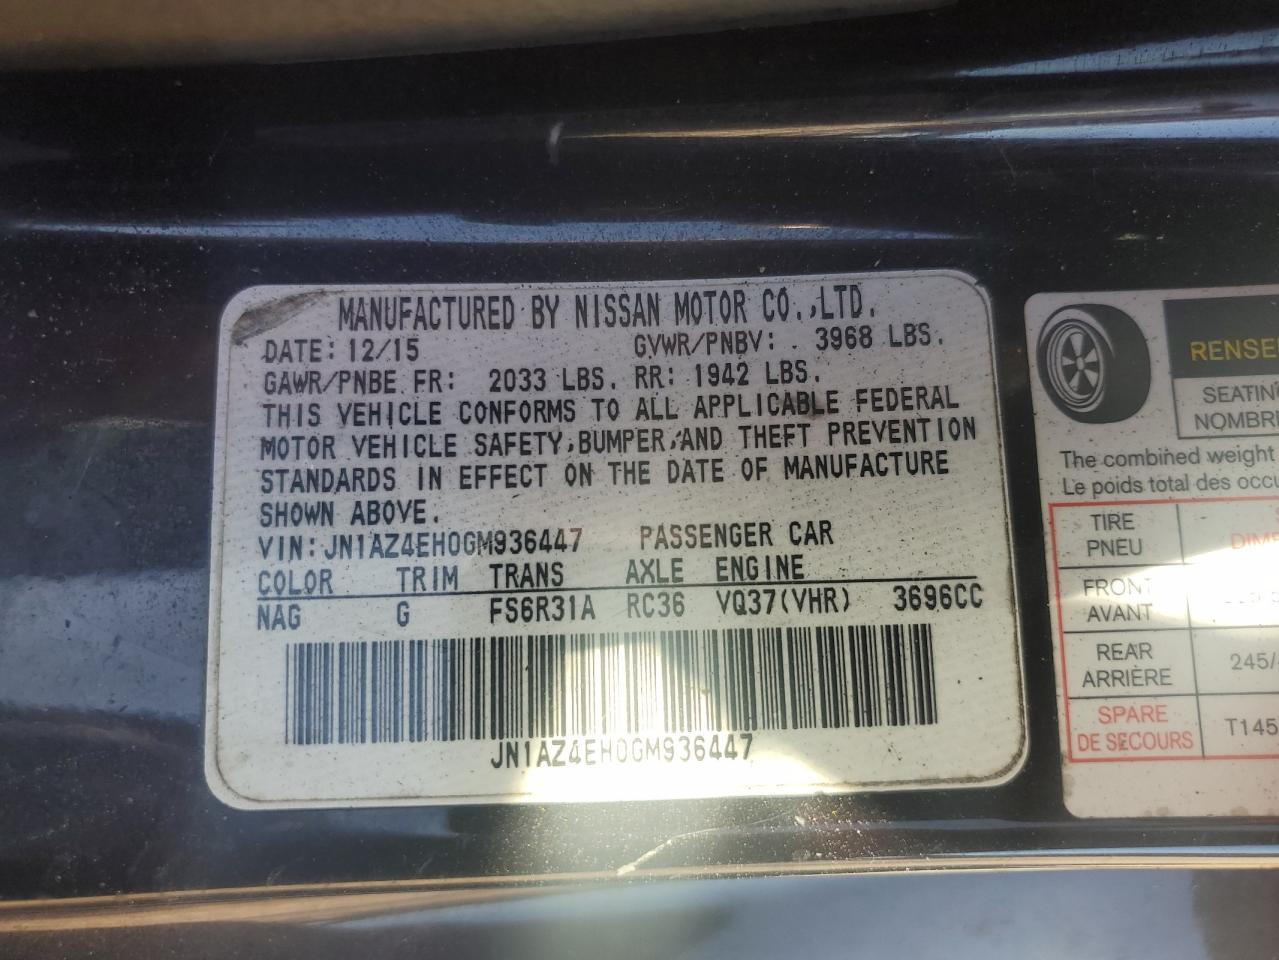 MANUFACTURED BY NISSAN MOTOR CO.,LTD.
DATE: 12/15 GVWR/PNBV: 3968 LBS.
GAWR/PNBE FR: 2033 LBS. RR: 1942 LBS.
THIS VEHICLE CONFORMS TO ALL APPLICABLE FEDERAL
MOTOR VEHICLE SAFETY,BUMPER,AND THEFT PREVENTION
STANDARDS IN EFFECT ON THE DATE OF MANUFACTURE
SHOWN ABOVE.
VIN: JN1AZ4EH0GM936447 PASSENGER CAR
COLOR TRIM TRANS AXLE ENGINE
NAG G FS6R31A RC36 VQ37(VHR) 3696CC
JN1AZ4EH0GM936447
RENSE
SEATING
NOMBRE
The combined weight
Le poids total des occu
TIRE
PNEU
DIME
FRONT
AVANT
REAR
ARRIÈRE
245/
SPARE
DE SECOURS
T145